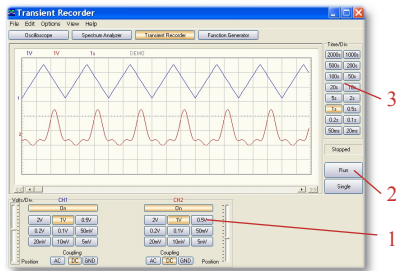 Transient Recorder
File Edit Options View Help
Oscilloscope Spectrum Analyzer Transient Recorder Function Generator
1V 1V 1s DEMO
Time/Div
2000s 1000s
500s 200s
100s 50s
20s
5s 2s
1s 0.5s
0.2s 0.1s
50ms 20ms
Stopped
Run
Single
3
2
1
1
2
Volts/Div CH1 CH2
On On
2V 1V 0.5V 2V 1V 0.5V
0.2V 0.1V 50mV 0.2V 0.1V 50mV
20mV 10mV 5mV 20mV 10mV 5mV
Coupling Coupling
Position AC DC GND AC DC GND Position